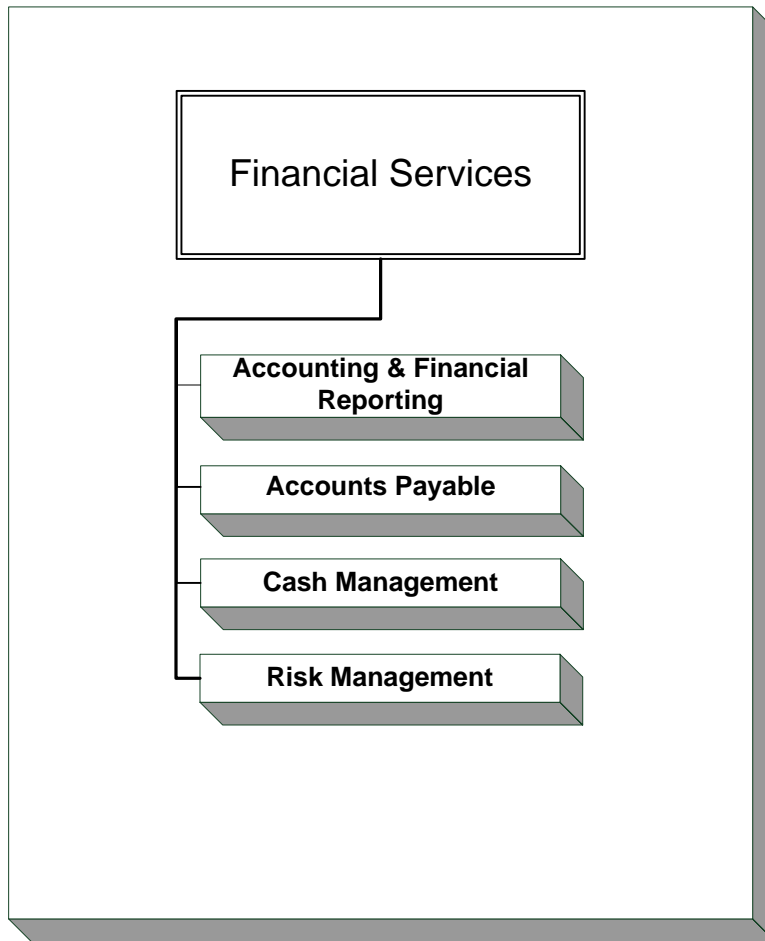 Financial Services
Accounting & Financial
Reporting
Accounts Payable
Cash Management
Risk Management